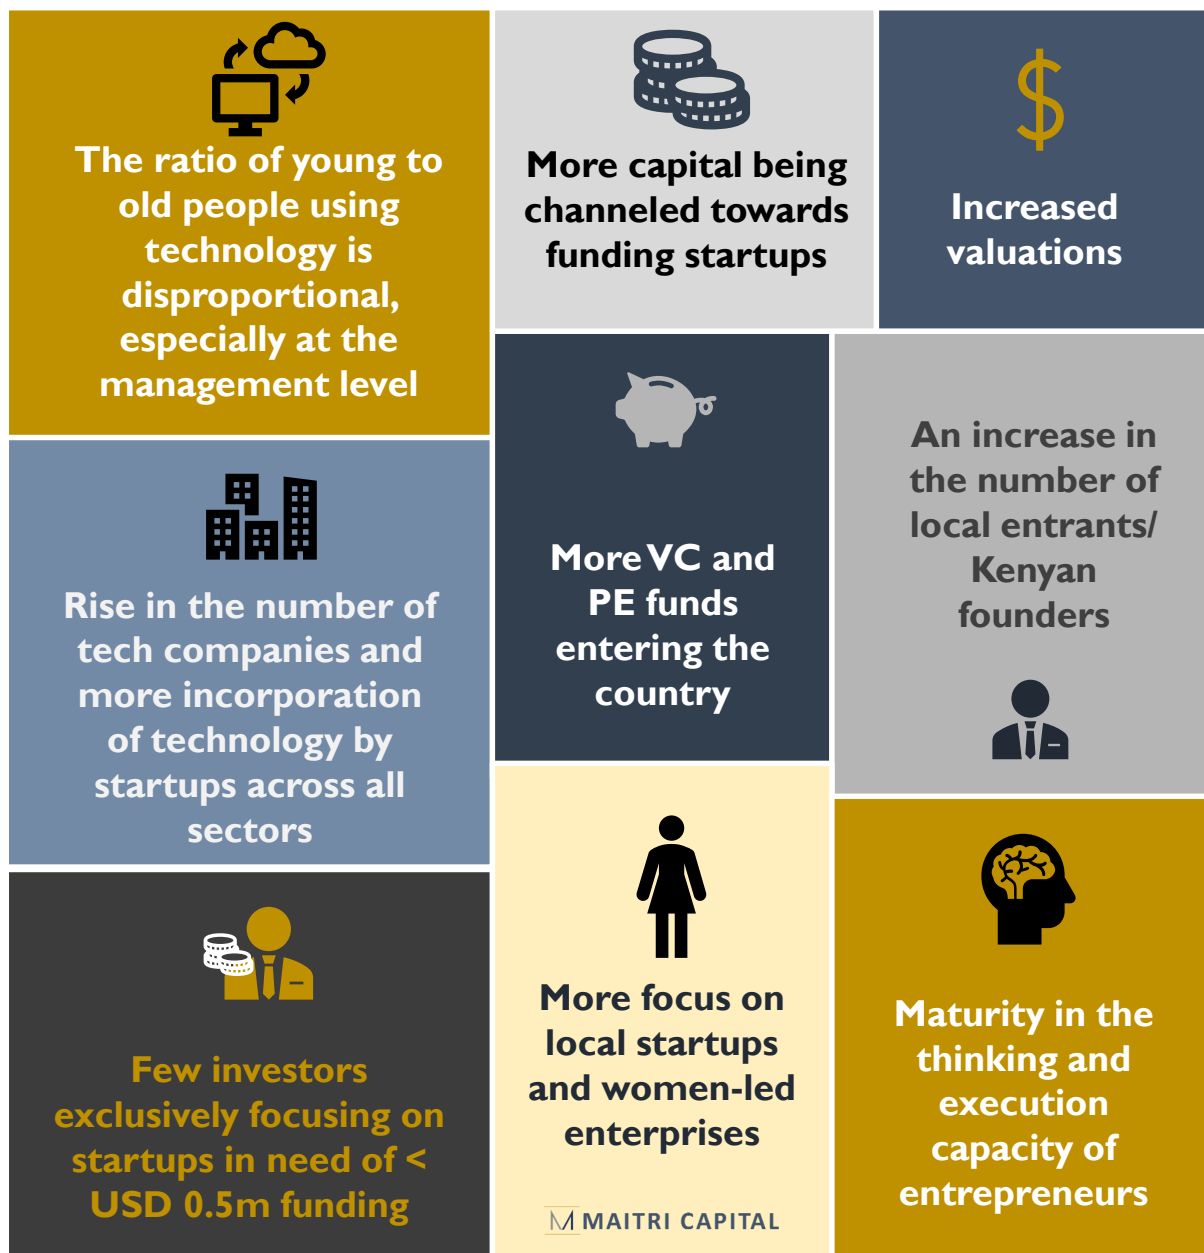 The ratio of young to
old people using
technology is
disproportional,
especially at the
management level
More capital being
channeled towards
funding startups
Increased
valuations
Rise in the number of
tech companies and
more incorporation
of technology by
startups across all
sectors
More VC and
PE funds
entering the
country
An increase in
the number of
local entrants/
Kenyan
founders
Few investors
exclusively focusing on
startups in need of <
USD 0.5m funding
More focus on
local startups
and women-led
enterprises
MAITRI CAPITAL
Maturity in the
thinking and
execution
capacity of
entrepreneurs